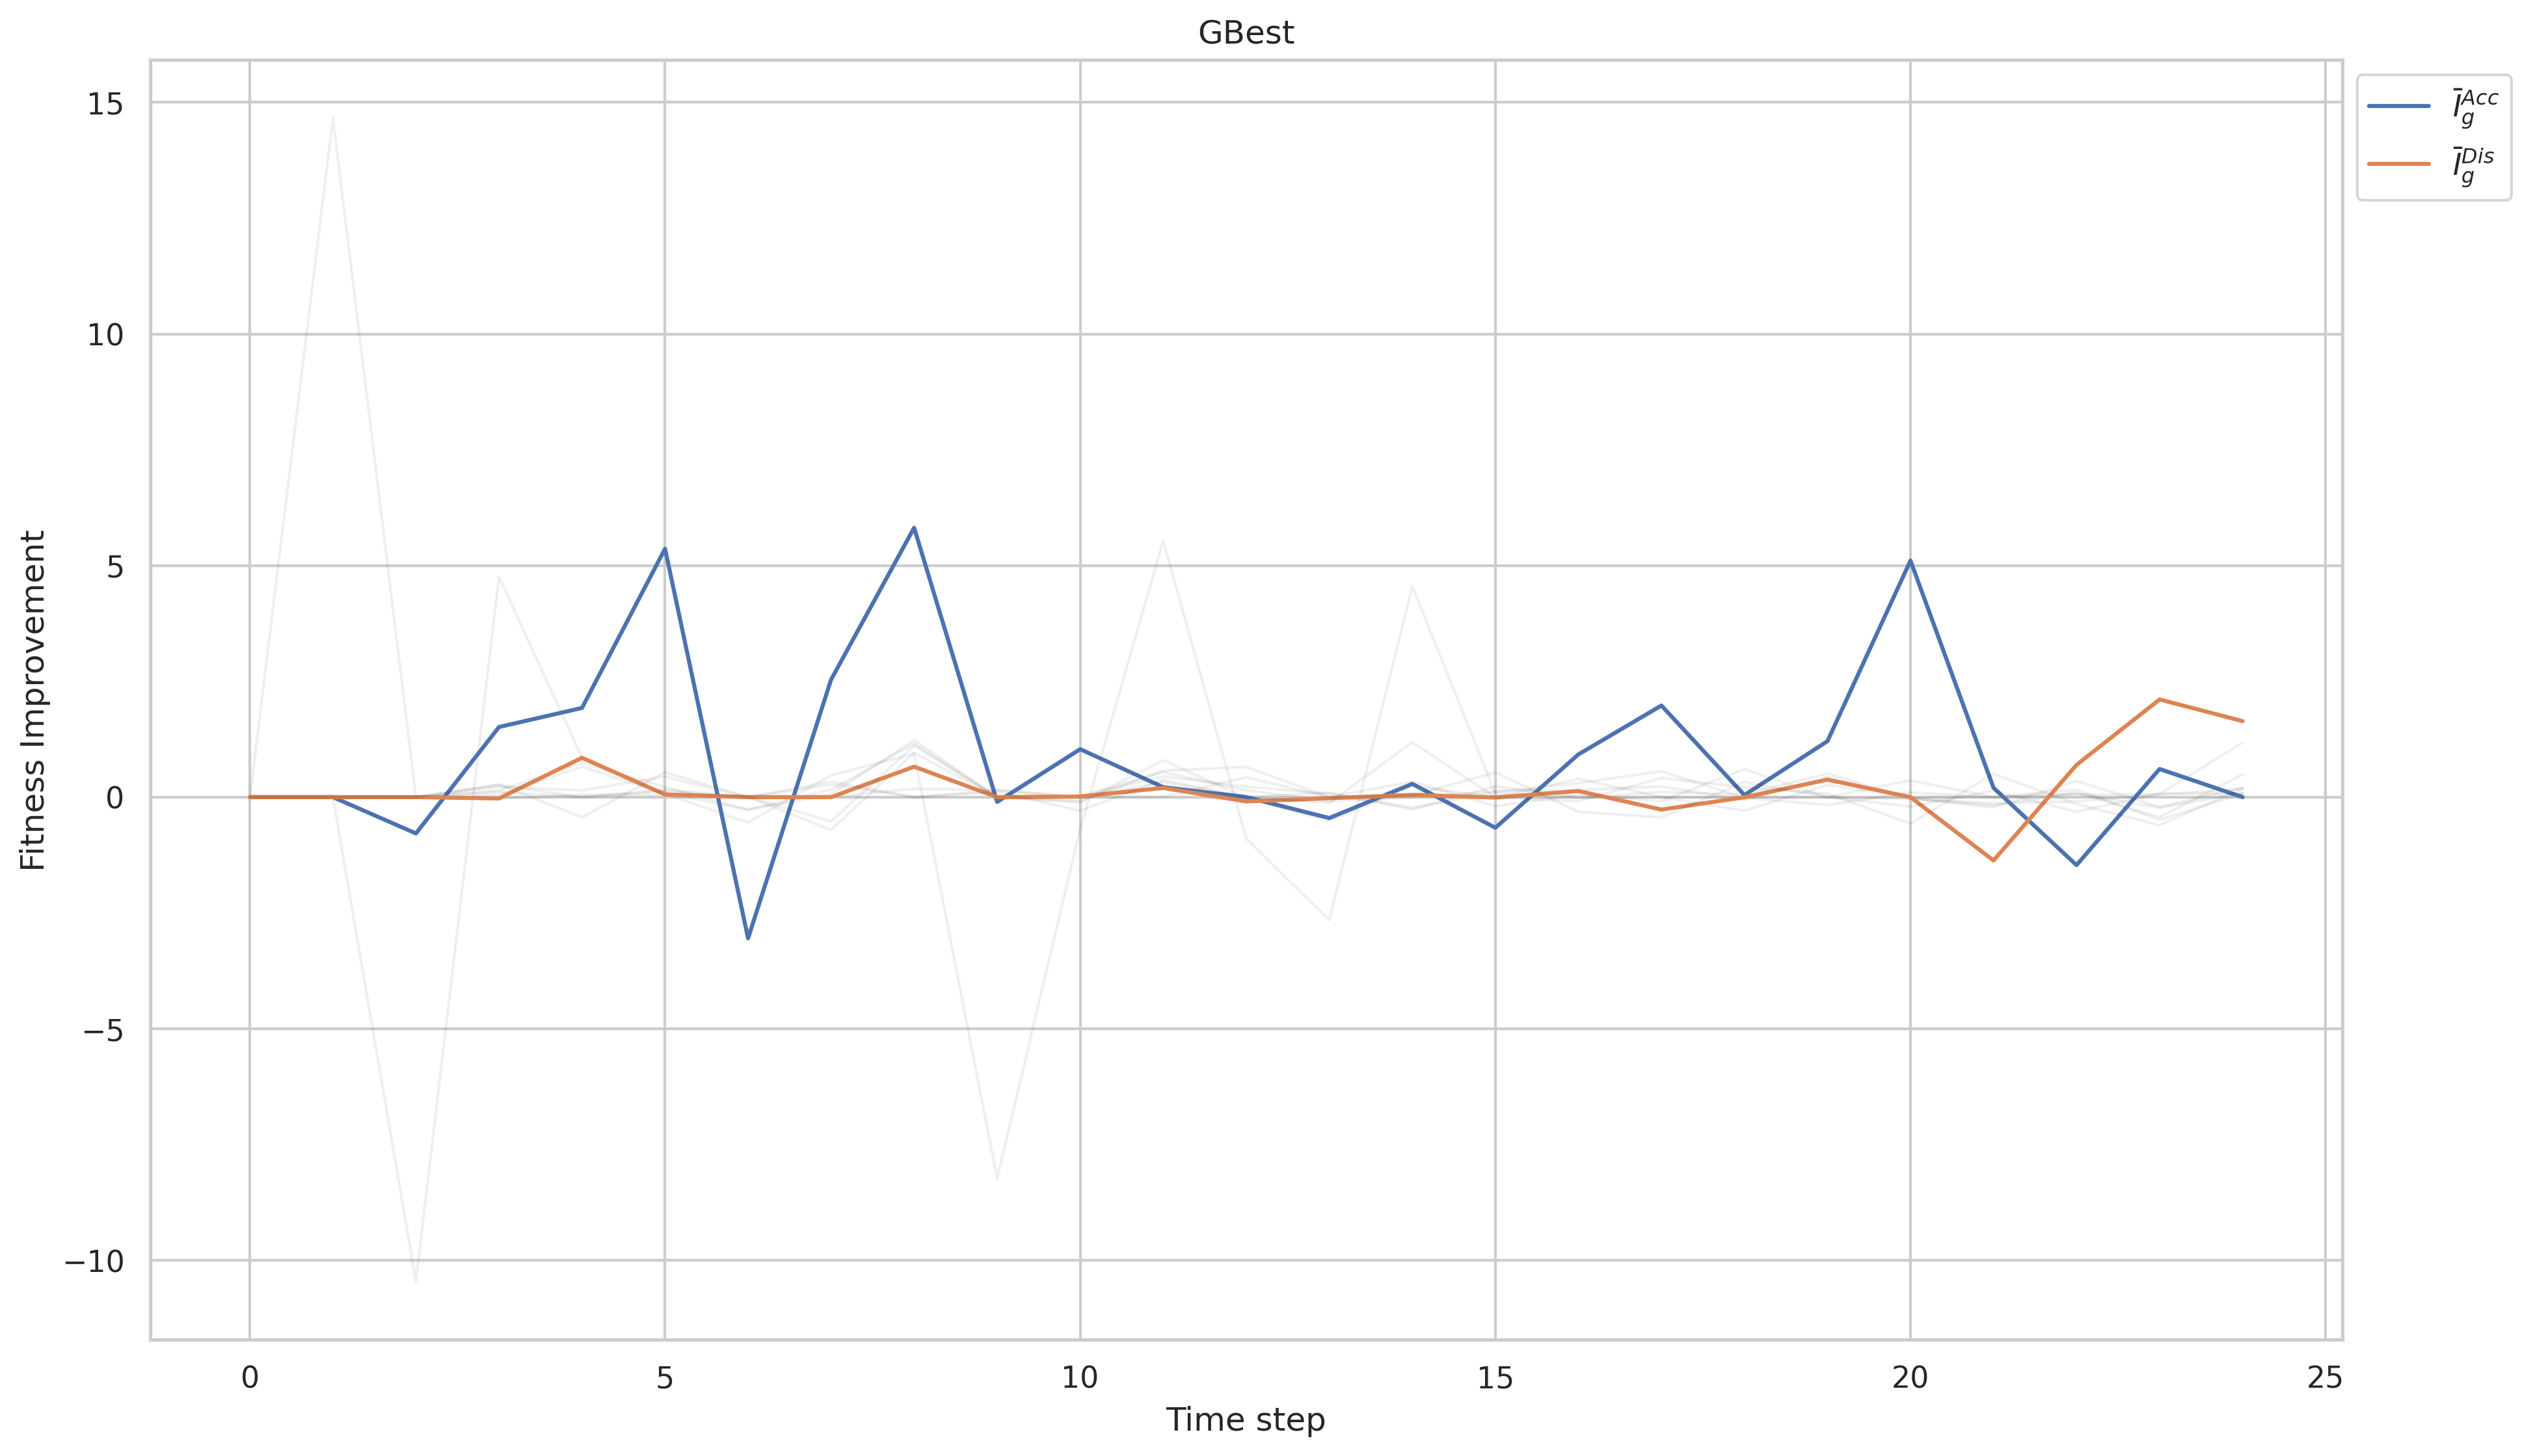 GBest
15
10
5
0
−5
−10
Fitness Improvement
0 5 10 15 20 25
Time step
Ī_g^Acc
Ī_g^Dis